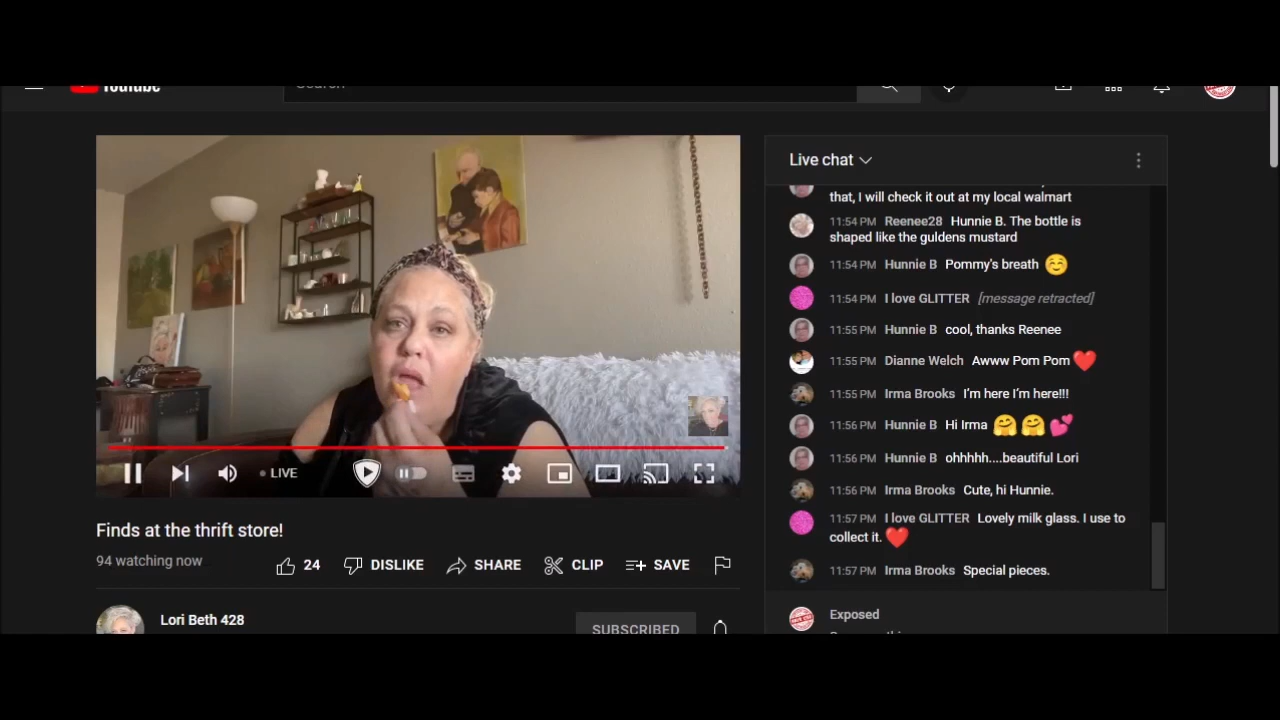 YouTube
Search
Live chat
that, I will check it out at my local walmart
11:54 PM Reenee28 Hunnie B. The bottle is
shaped like the guldens mustard
11:54 PM Hunnie B Pommy's breath ☺️
11:54 PM I love GLITTER [message retracted]
11:55 PM Hunnie B cool, thanks Reenee
11:55 PM Dianne Welch Awww Pom Pom ❤️
11:55 PM Irma Brooks I'm here I'm here!!!
11:56 PM Hunnie B Hi Irma 🤗 🤗 💕
11:56 PM Hunnie B ohhhhh....beautiful Lori
11:56 PM Irma Brooks Cute, hi Hunnie.
11:57 PM I love GLITTER Lovely milk glass. I use to
collect it. ❤️
11:57 PM Irma Brooks Special pieces.
Exposed
LIVE
Finds at the thrift store!
94 watching now
24
DISLIKE
SHARE
CLIP
SAVE
Lori Beth 428
SUBSCRIBED